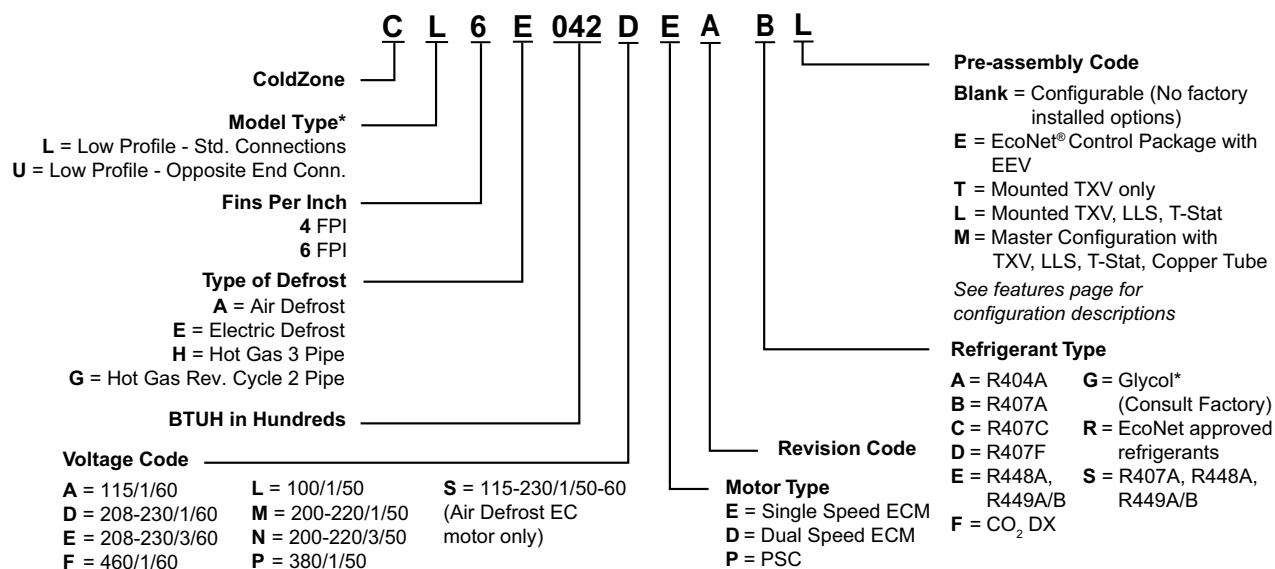 C L 6 E 042 D E A B L
ColdZone
Model Type*
L = Low Profile - Std. Connections
U = Low Profile - Opposite End Conn.
Fins Per Inch
4 FPI
6 FPI
Type of Defrost
A = Air Defrost
E = Electric Defrost
H = Hot Gas 3 Pipe
G = Hot Gas Rev. Cycle 2 Pipe
BTUH in Hundreds
Voltage Code
A = 115/1/60
D = 208-230/1/60
E = 208-230/3/60
F = 460/1/60
L = 100/1/50
M = 200-220/1/50
N = 200-220/3/50
P = 380/1/50
S = 115-230/1/50-60
(Air Defrost EC
motor only)
Motor Type
E = Single Speed ECM
D = Dual Speed ECM
P = PSC
Revision Code
Refrigerant Type
A = R404A
B = R407A
C = R407C
D = R407F
E = R448A,
R449A/B
F = CO2 DX
G = Glycol*
(Consult Factory)
R = EcoNet approved
refrigerants
S = R407A, R448A,
R449A/B
Pre-assembly Code
Blank = Configurable (No factory
installed options)
E = EcoNet® Control Package with
EEV
T = Mounted TXV only
L = Mounted TXV, LLS, T-Stat
M = Master Configuration with
TXV, LLS, T-Stat, Copper Tube
See features page for
configuration descriptions